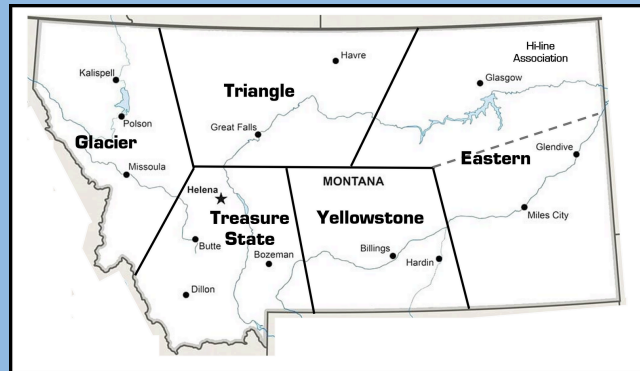 Hi-line
Association
Havre
Kalispell
Glasgow
Triangle
Polson
Great Falls
Glacier
Eastern
Glendive
Missoula
MONTANA
Helena
Treasure
State
Yellowstone
Miles City
Butte
Billings
Bozeman
Hardin
Dillon